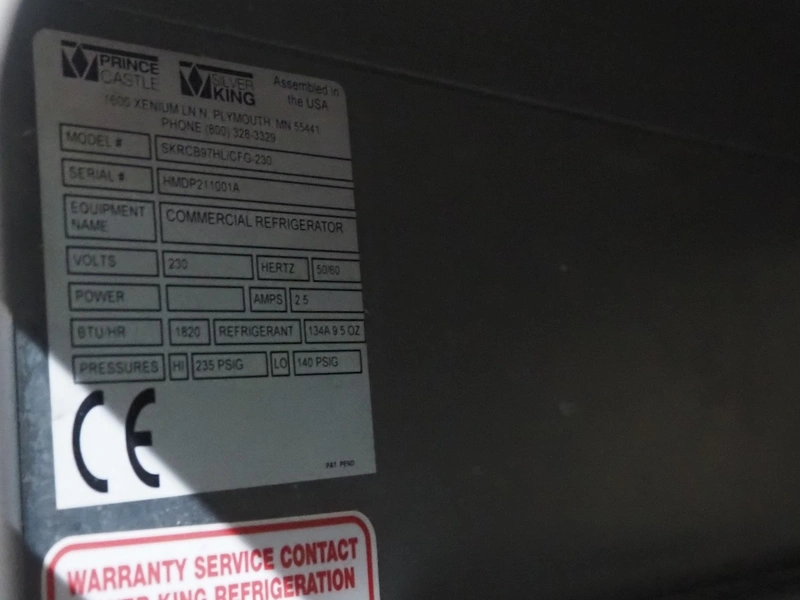 PRINCE CASTLE
SILVER KING
Assembled in the USA
1600 XENIUM LN N. PLYMOUTH, MN 55441
PHONE (800) 328-3329
MODEL # SKRCB97HL/CFG-230
SERIAL # HMDP211001A
EQUIPMENT NAME COMMERCIAL REFRIGERATOR
VOLTS 230 HERTZ 50/60
POWER AMPS 2.5
BTU/HR 1820 REFRIGERANT 134A 9.5 OZ
PRESSURES HI 235 PSIG LO 140 PSIG
CE
PAT. PEND
WARRANTY SERVICE CONTACT
KING REFRIGERATION